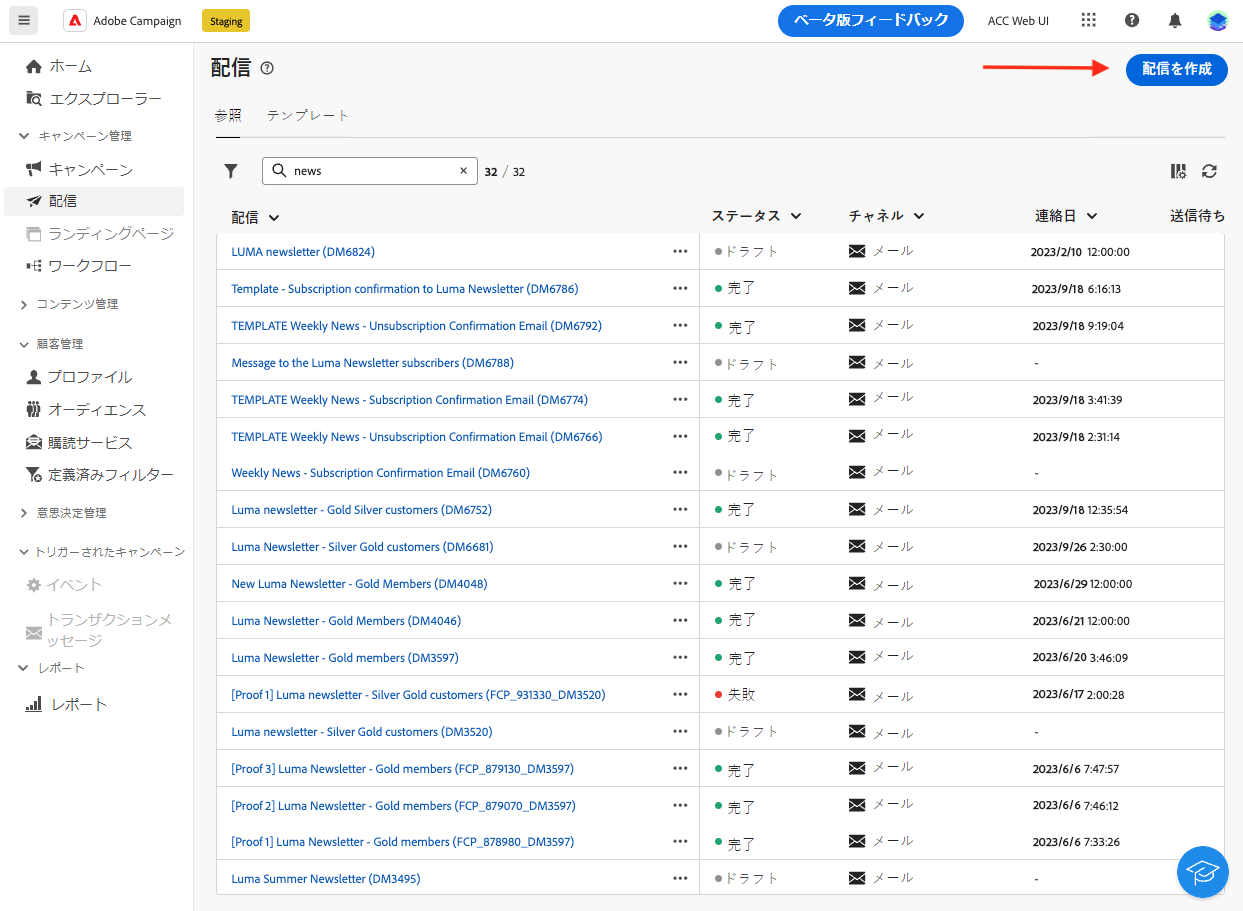 Adobe Campaign
Staging
ベータ版フィードバック
ACC Web UI
ホーム
エクスプローラー
キャンペーン管理
キャンペーン
配信
ランディングページ
ワークフロー
コンテンツ管理
顧客管理
プロファイル
オーディエンス
購読サービス
定義済みフィルター
意思決定管理
トリガーされたキャンペーン
イベント
トランザクションメ
ッセージ
レポート
レポート
配信
配信を作成
参照 テンプレート
news 32 / 32
配信 ステータス チャネル 連絡日 送信待ち
LUMA newsletter (DM6824) ドラフト メール 2023/2/10 12:00:00
Template - Subscription confirmation to Luma Newsletter (DM6786) 完了 メール 2023/9/18 6:16:13
TEMPLATE Weekly News - Unsubscription Confirmation Email (DM6792) 完了 メール 2023/9/18 9:19:04
Message to the Luma Newsletter subscribers (DM6788) ドラフト メール -
TEMPLATE Weekly News - Subscription Confirmation Email (DM6774) 完了 メール 2023/9/18 3:41:39
TEMPLATE Weekly News - Unsubscription Confirmation Email (DM6766) 完了 メール 2023/9/18 2:31:14
Weekly News - Subscription Confirmation Email (DM6760) ドラフト メール -
Luma newsletter - Gold Silver customers (DM6752) 完了 メール 2023/9/18 12:35:54
Luma Newsletter - Silver Gold customers (DM6681) ドラフト メール 2023/9/26 2:30:00
New Luma Newsletter - Gold Members (DM4048) 完了 メール 2023/6/29 12:00:00
Luma Newsletter - Gold Members (DM4046) 完了 メール 2023/6/21 12:00:00
Luma Newsletter - Gold members (DM3597) 完了 メール 2023/6/20 3:46:09
[Proof 1] Luma newsletter - Silver Gold customers (FCP_931330_DM3520) 失敗 メール 2023/6/17 2:00:28
Luma newsletter - Silver Gold customers (DM3520) ドラフト メール -
[Proof 3] Luma Newsletter - Gold members (FCP_879130_DM3597) 完了 メール 2023/6/6 7:47:57
[Proof 2] Luma Newsletter - Gold members (FCP_879070_DM3597) 完了 メール 2023/6/6 7:46:12
[Proof 1] Luma Newsletter - Gold members (FCP_878980_DM3597) 完了 メール 2023/6/6 7:33:26
Luma Summer Newsletter (DM3495) ドラフト メール -